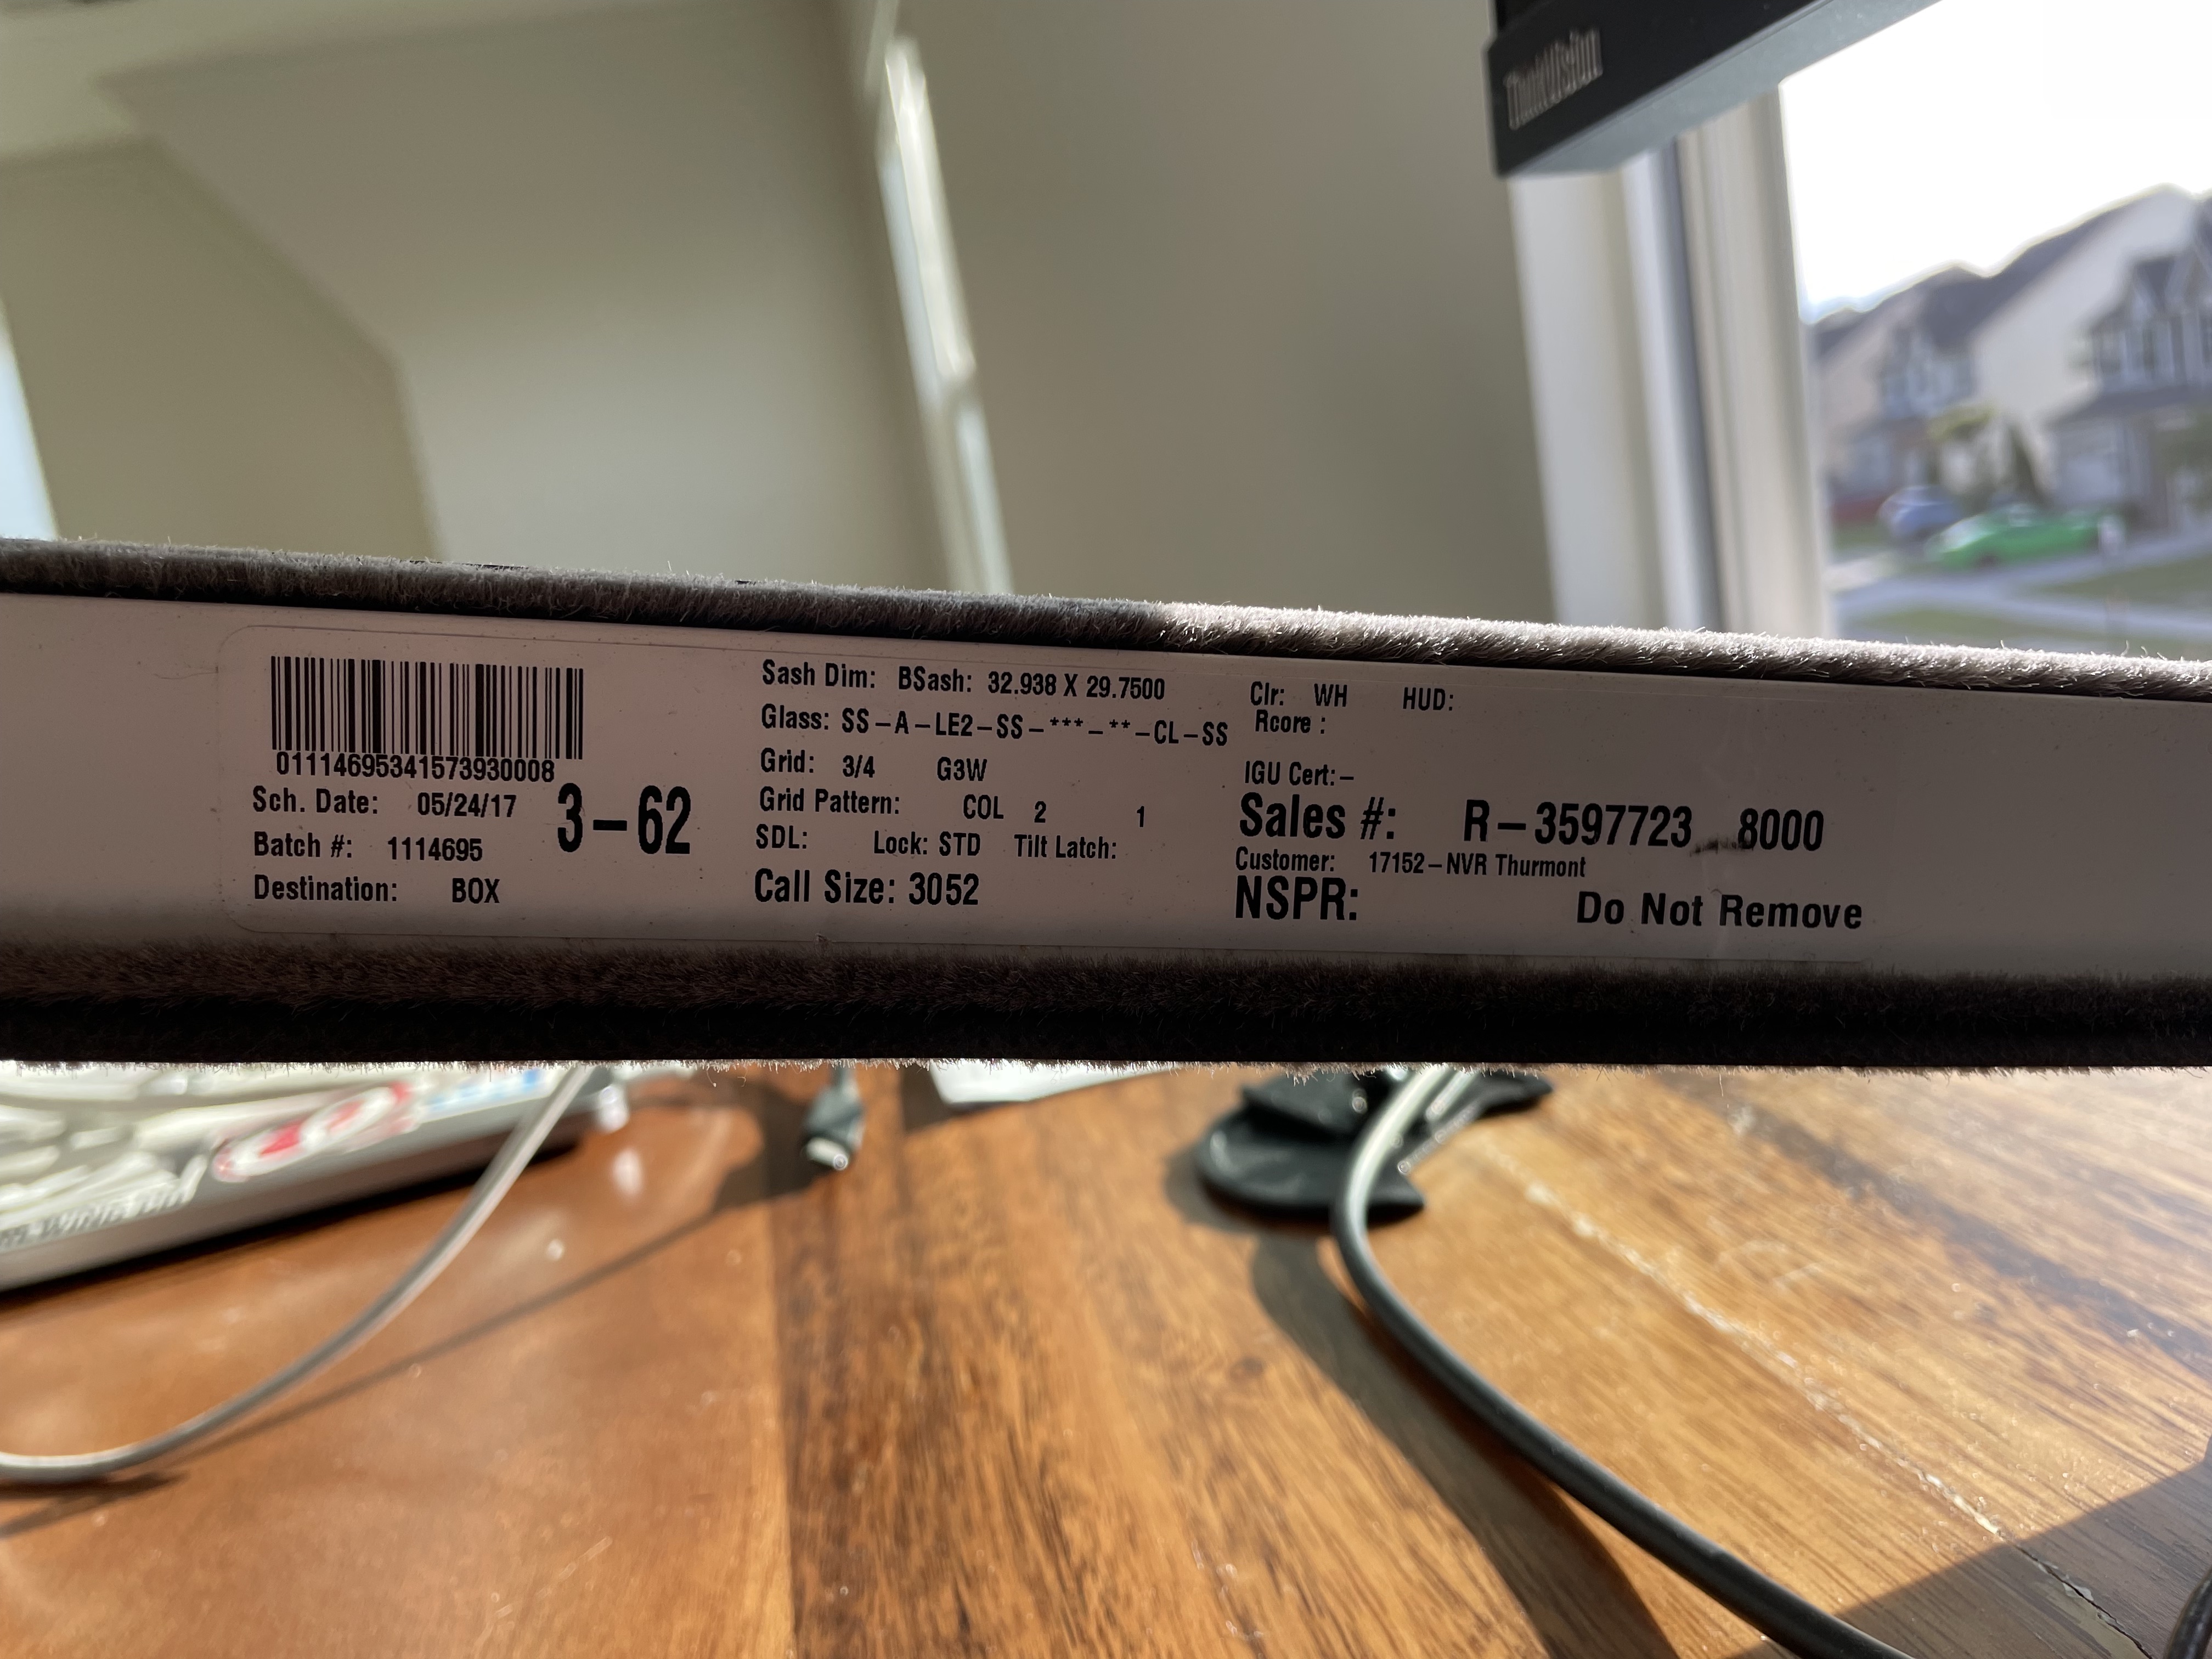 ThinkVision
01114695341573930008
Sch. Date: 05/24/17
3-62
Batch #: 1114695
Destination: BOX
Sash Dim: BSash: 32.938 X 29.7500
Glass: SS-A-LE2-SS-***-**-CL-SS
Grid: 3/4 G3W
Grid Pattern: COL 2 1
SDL: Lock: STD Tilt Latch:
Call Size: 3052
Clr: WH HUD:
Rcore :
IGU Cert:-
Sales #: R-3597723 8000
Customer: 17152-NVR Thurmont
NSPR: Do Not Remove